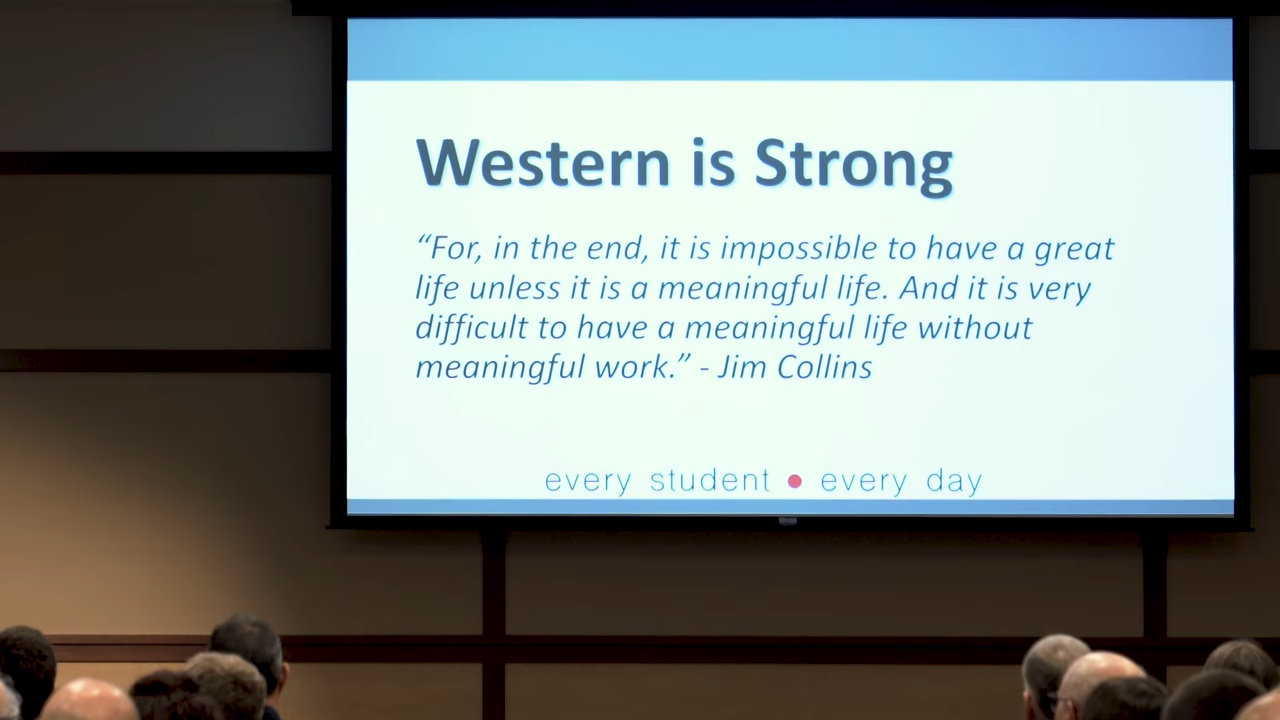 Western is Strong
“For, in the end, it is impossible to have a great
life unless it is a meaningful life. And it is very
difficult to have a meaningful life without
meaningful work.” - Jim Collins
every student • every day